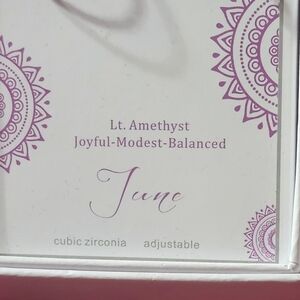 Lt. Amethyst
Joyful-Modest-Balanced
June
cubic zirconia adjustable